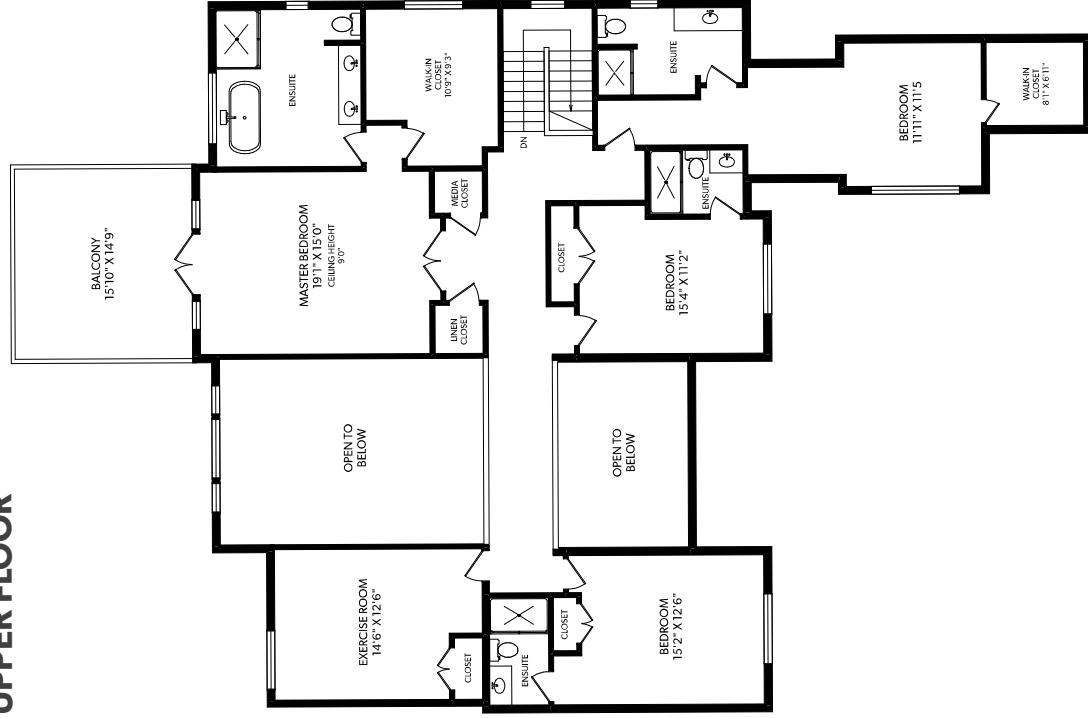 UPPER FLOOR
BALCONY
15'10" X 14'9"
ENSUITE
WALK-IN
CLOSET
10'9" X 9'3"
MASTER BEDROOM
19'1" X 15'0"
CEILING HEIGHT
9'0"
MEDIA
CLOSET
LINEN
CLOSET
DN
ENSUITE
BEDROOM
11'11" X 11'5
WALK-IN
CLOSET
8'1" X 6'11"
ENSUITE
CLOSET
BEDROOM
15'4" X 11'2"
OPEN TO
BELOW
OPEN TO
BELOW
EXERCISE ROOM
14'6" X 12'6"
CLOSET
ENSUITE
CLOSET
BEDROOM
15'2" X 12'6"